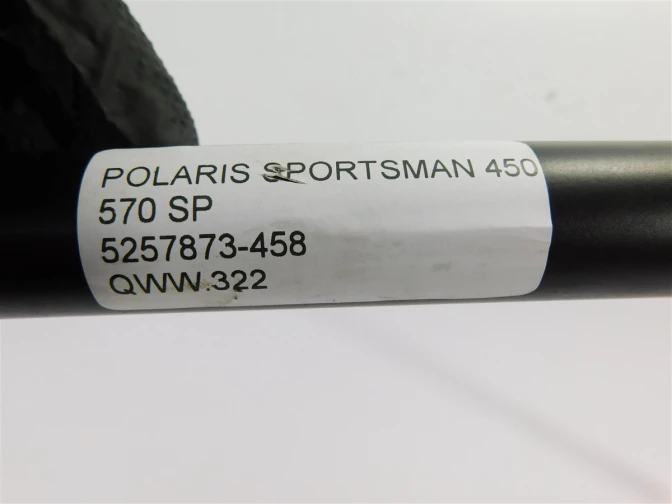 POLARIS SPORTSMAN 450
570 SP
5257873-458
QWW.322